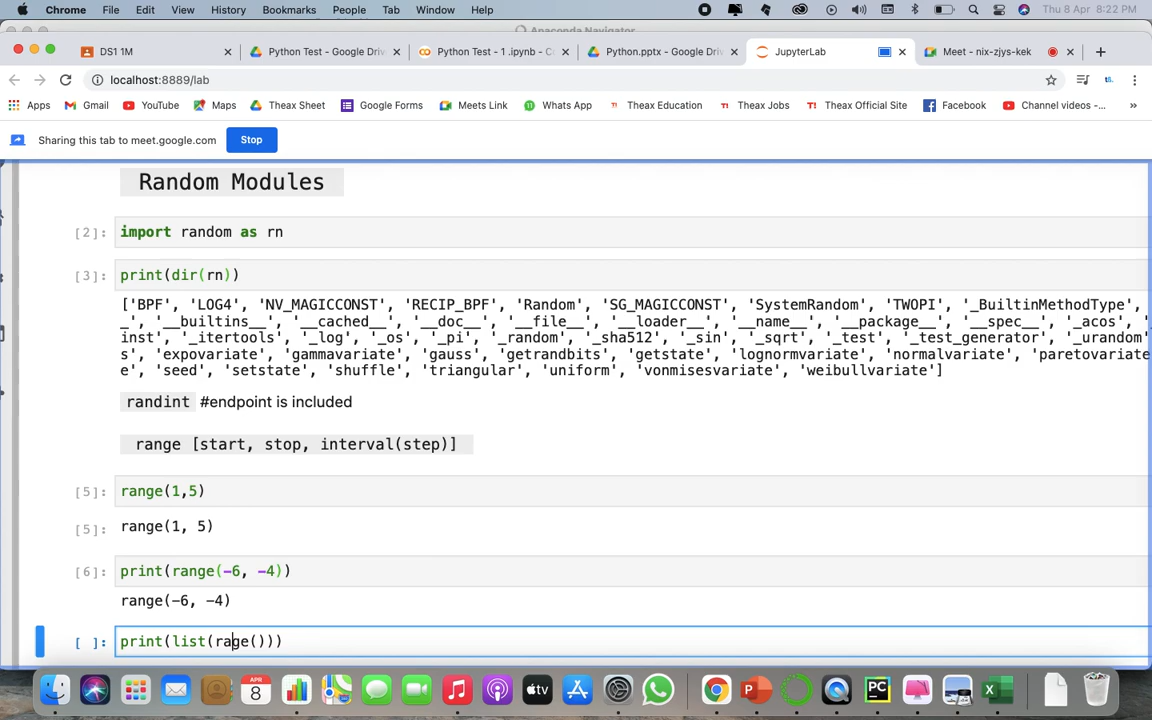 Chrome File Edit View History Bookmarks People Tab Window Help Thu 8 Apr 8:22 PM
Anaconda Navigator
DS1 1M Python Test - Google Driv Python Test - 1 .ipynb - C Python.pptx - Google Dri JupyterLab Meet - nix-zjys-kek
localhost:8889/lab
Apps Gmail YouTube Maps Theax Sheet Google Forms Meets Link Whats App Theax Education Theax Jobs Theax Official Site Facebook Channel videos -...
Sharing this tab to meet.google.com Stop
Random Modules
[2]: import random as rn
[3]: print(dir(rn))
['BPF', 'LOG4', 'NV_MAGICCONST', 'RECIP_BPF', 'Random', 'SG_MAGICCONST', 'SystemRandom', 'TWOPI', '_BuiltinMethodType',
_', '__builtins__', '__cached__', '__doc__', '__file__', '__loader__', '__name__', '__package__', '__spec__', '_acos',
inst', '_itertools', '_log', '_os', '_pi', '_random', '_sha512', '_sin', '_sqrt', '_test', '_test_generator', '_urandom'
s', 'expovariate', 'gammavariate', 'gauss', 'getrandbits', 'getstate', 'lognormvariate', 'normalvariate', 'paretovariate
e', 'seed', 'setstate', 'shuffle', 'triangular', 'uniform', 'vonmisesvariate', 'weibullvariate']
randint #endpoint is included
range [start, stop, interval(step)]
[5]: range(1,5)
[5]: range(1, 5)
[6]: print(range(-6, -4))
range(-6, -4)
[ ]: print(list(rage()))
APR
8
tv
P
PC
X